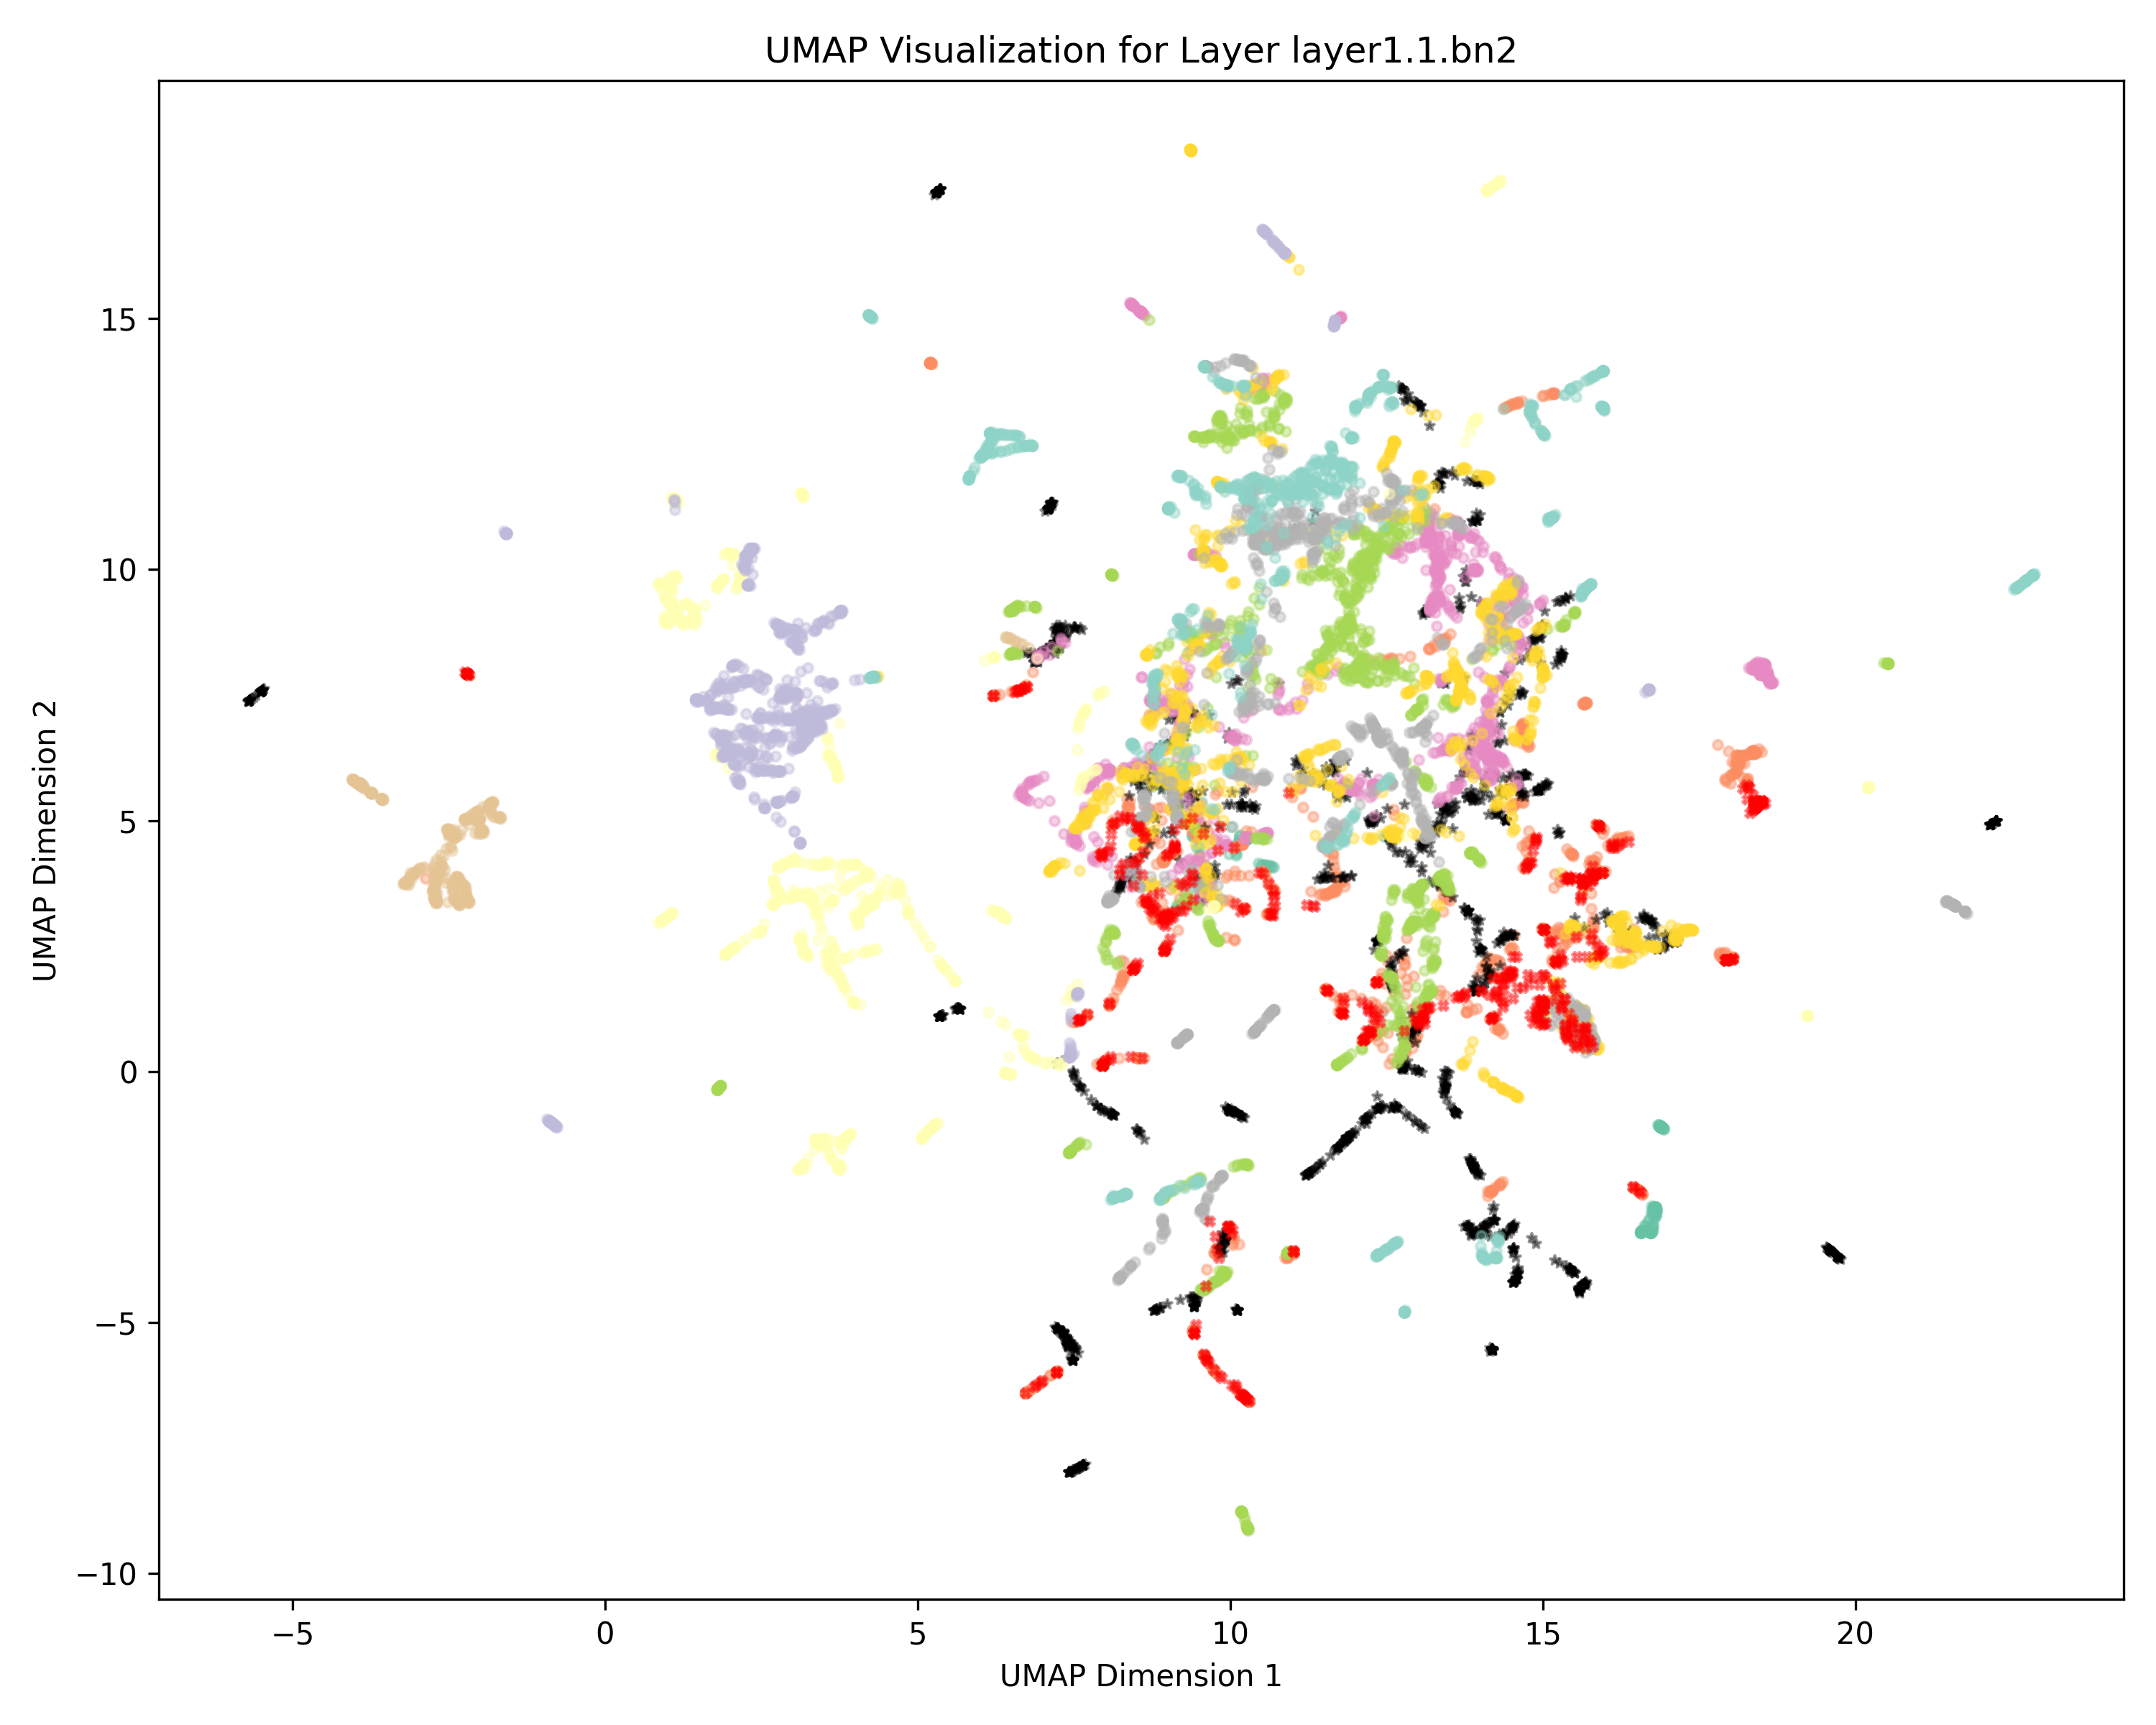 UMAP Visualization for Layer layer1.1.bn2
15
10
5
0
−5
−10
UMAP Dimension 2
−5 0 5 10 15 20
UMAP Dimension 1